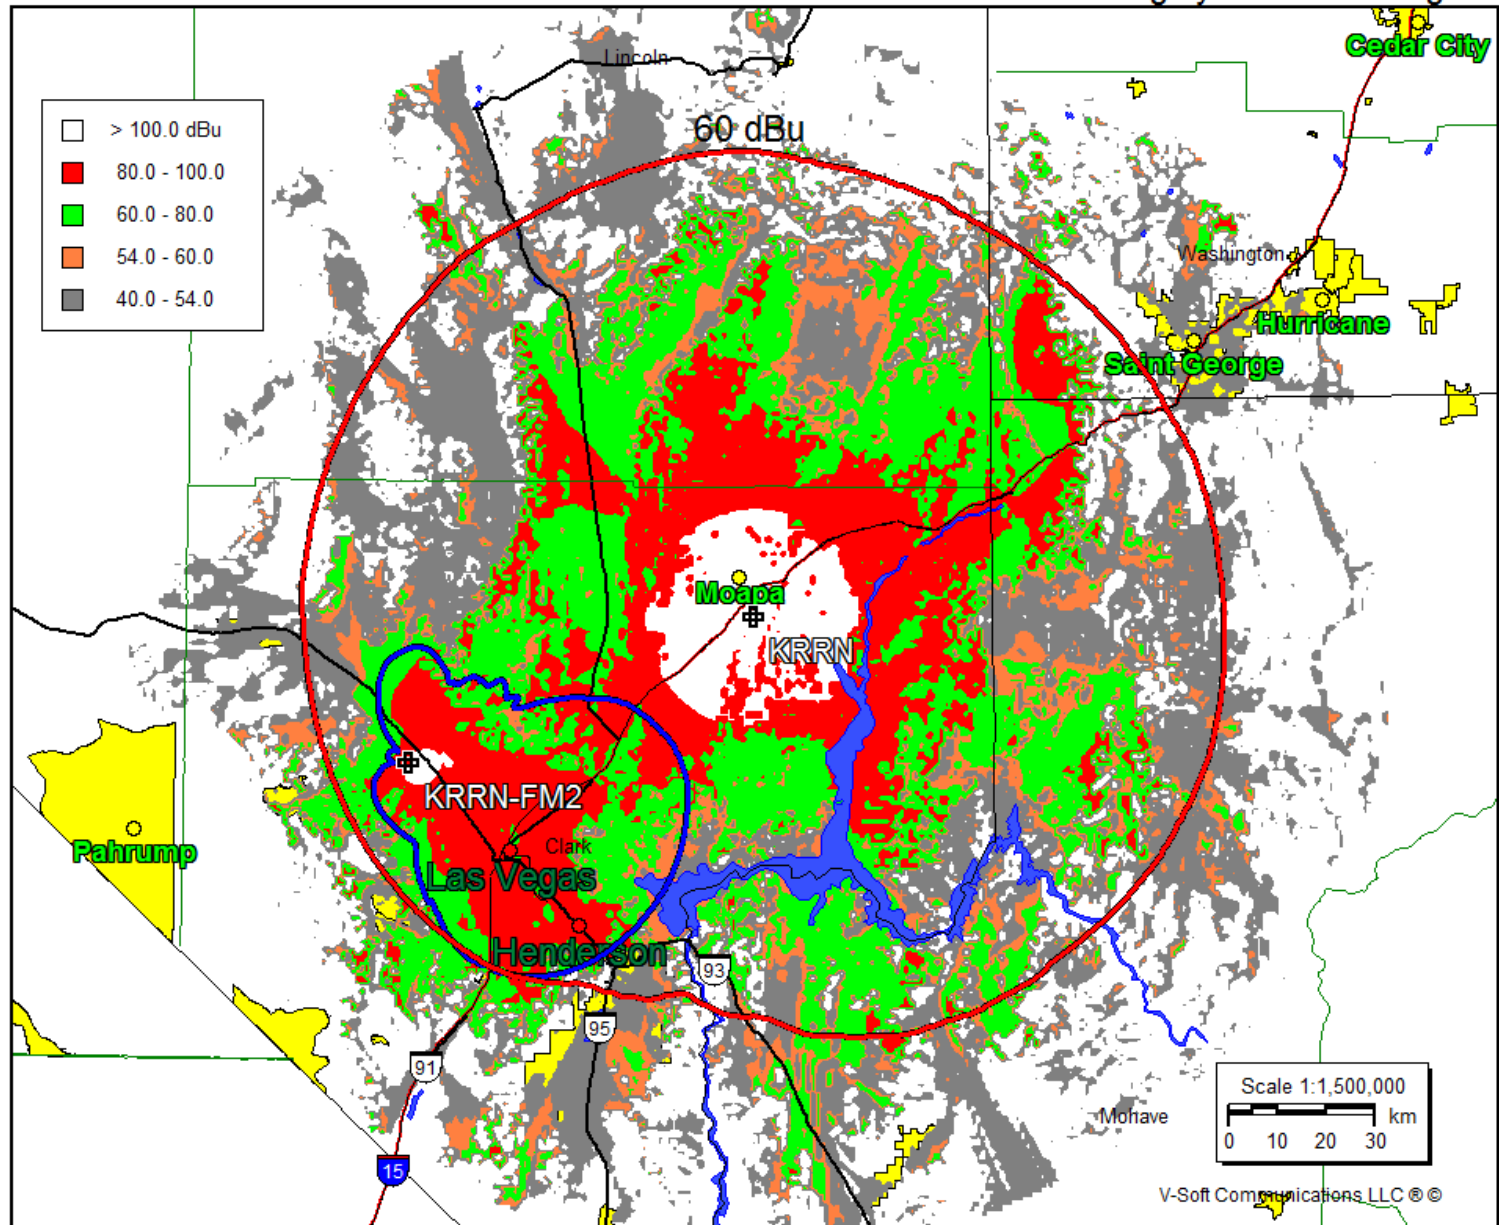 Cedar City
Lincoln
> 100.0 dBu
80.0 - 100.0
60.0 - 80.0
54.0 - 60.0
40.0 - 54.0
60 dBu
Washington
Hurricane
Saint George
Moapa
KRRN
KRRN-FM2
Clark
Pahrump
Las Vegas
Henderson
93
95
91
15
Mohave
Scale 1:1,500,000
km
0 10 20 30
V-Soft Communications LLC ® ©